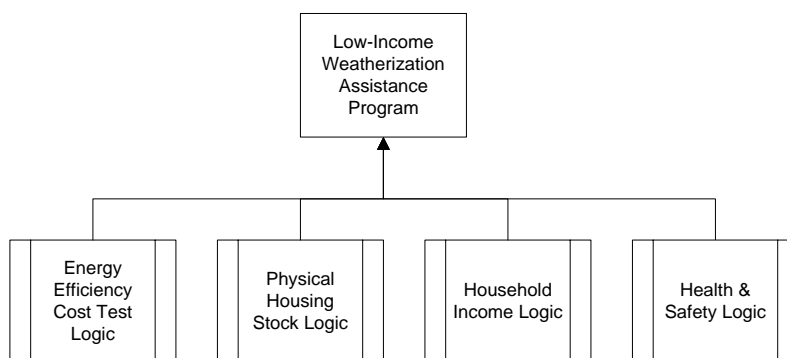 Low-Income
Weatherization
Assistance
Program
Energy
Efficiency
Cost Test
Logic
Physical
Housing
Stock Logic
Household
Income Logic
Health &
Safety Logic